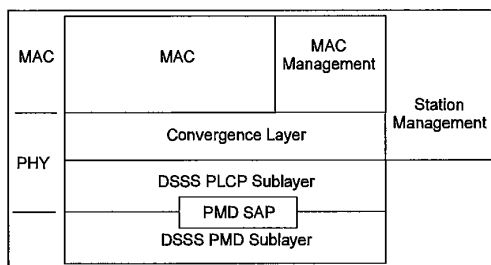 MAC
MAC
MAC
Management
Station
Management
Convergence Layer
PHY
DSSS PLCP Sublayer
PMD SAP
DSSS PMD Sublayer